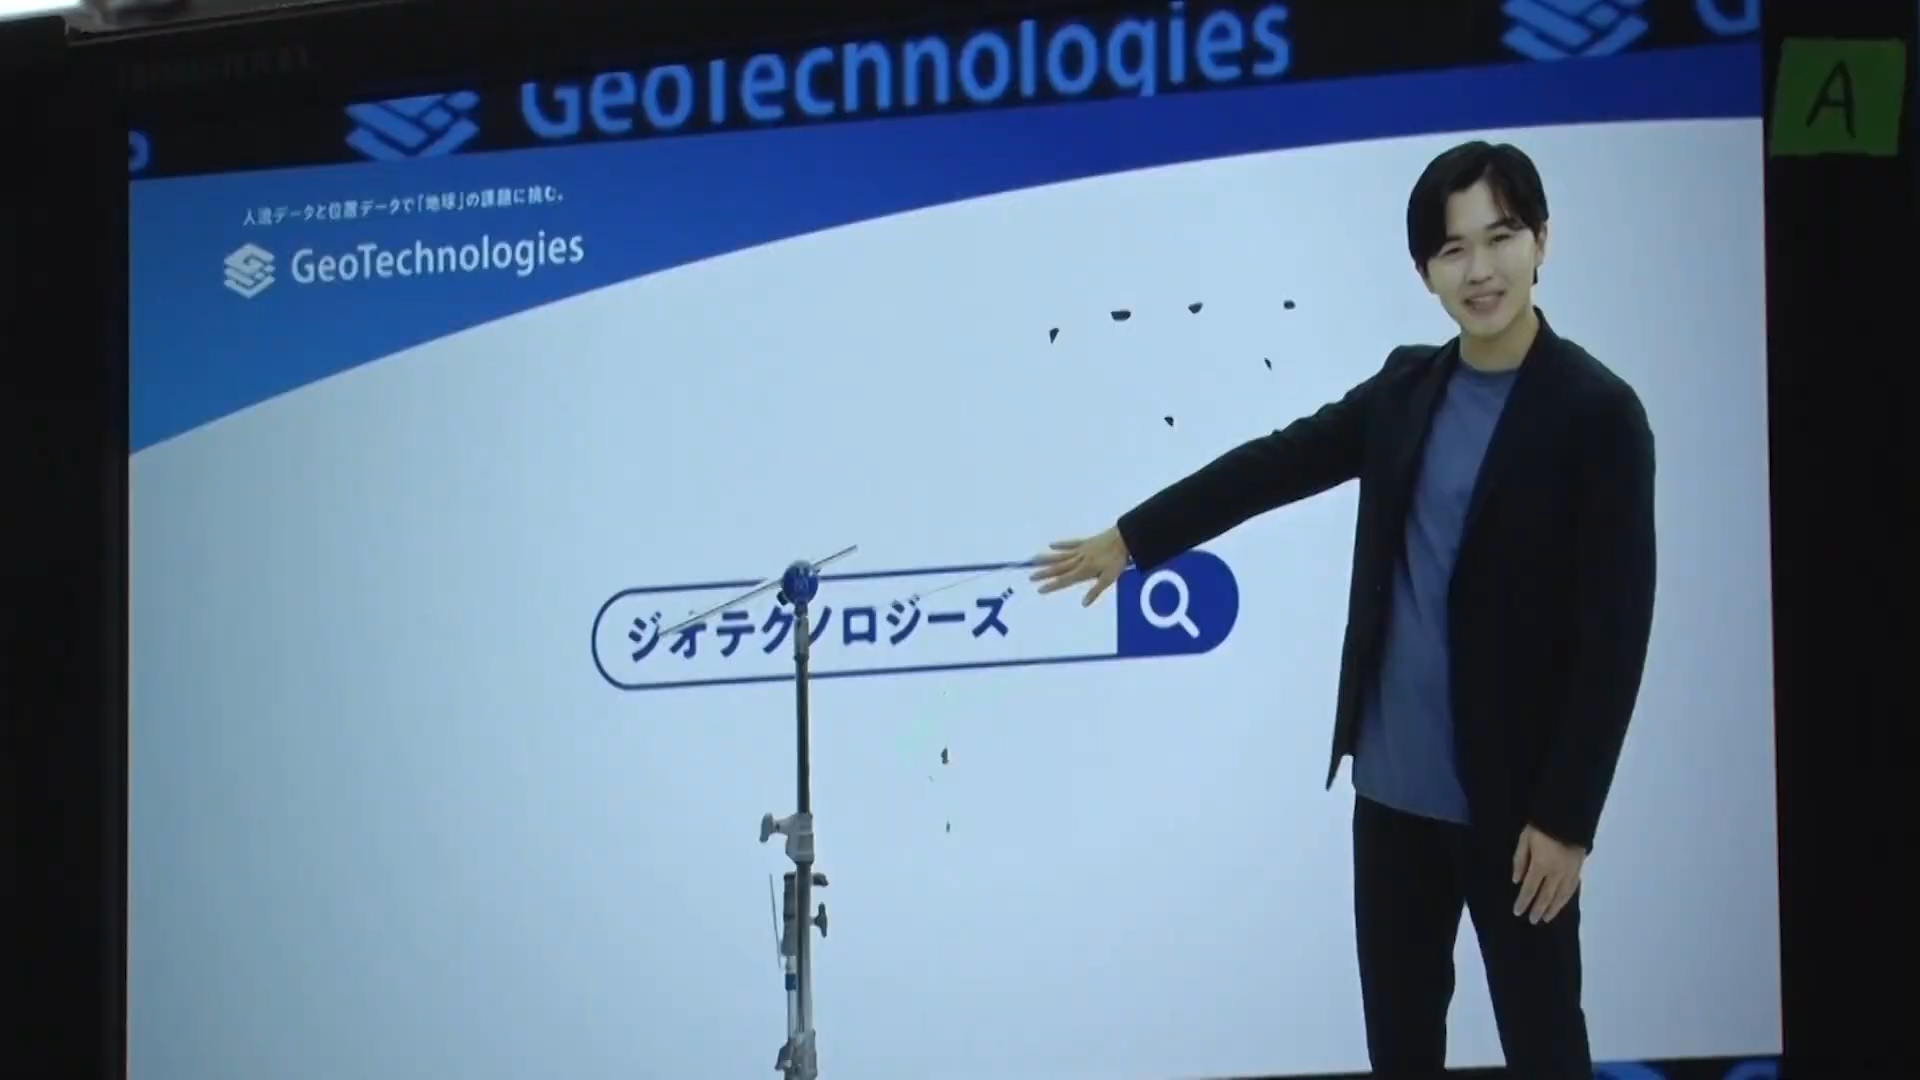 GeoTechnologies
A
人流データと位置データで「地球」の課題に挑む。
GeoTechnologies
ジオテクノロジーズ